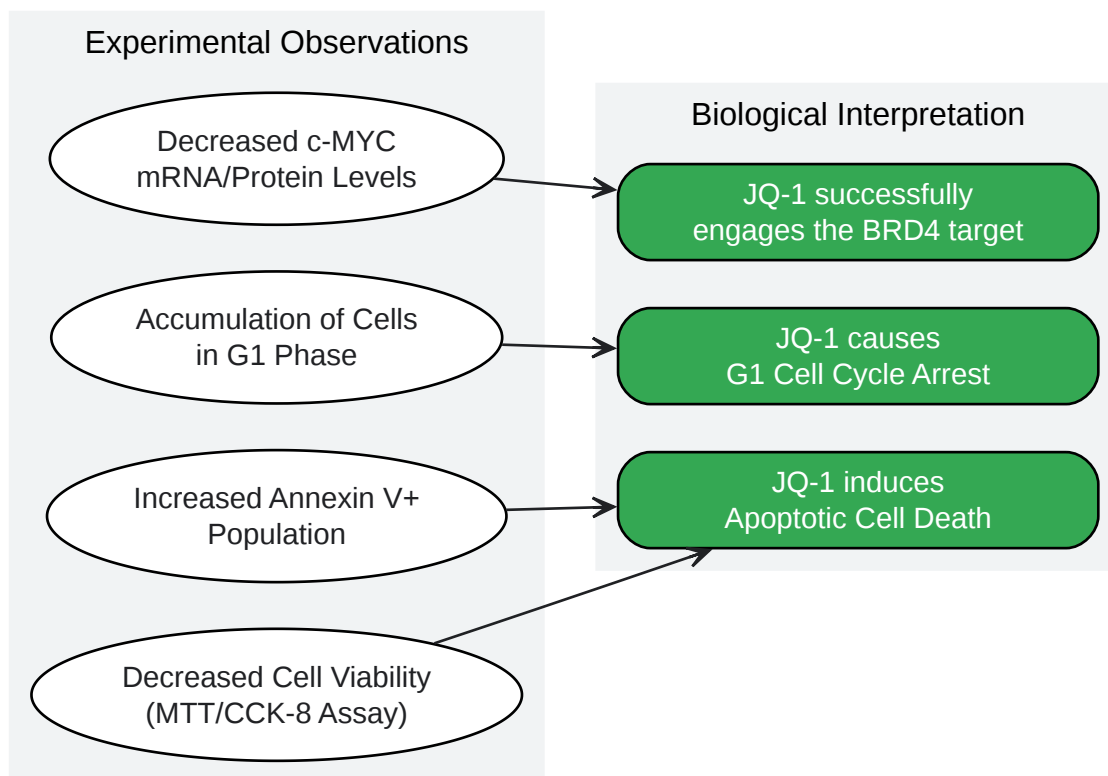 Experimental Observations
Decreased c-MYC
mRNA/Protein Levels
Accumulation of Cells
in G1 Phase
Increased Annexin V+
Population
Decreased Cell Viability
(MTT/CCK-8 Assay)
Biological Interpretation
JQ-1 successfully
engages the BRD4 target
JQ-1 causes
G1 Cell Cycle Arrest
JQ-1 induces
Apoptotic Cell Death